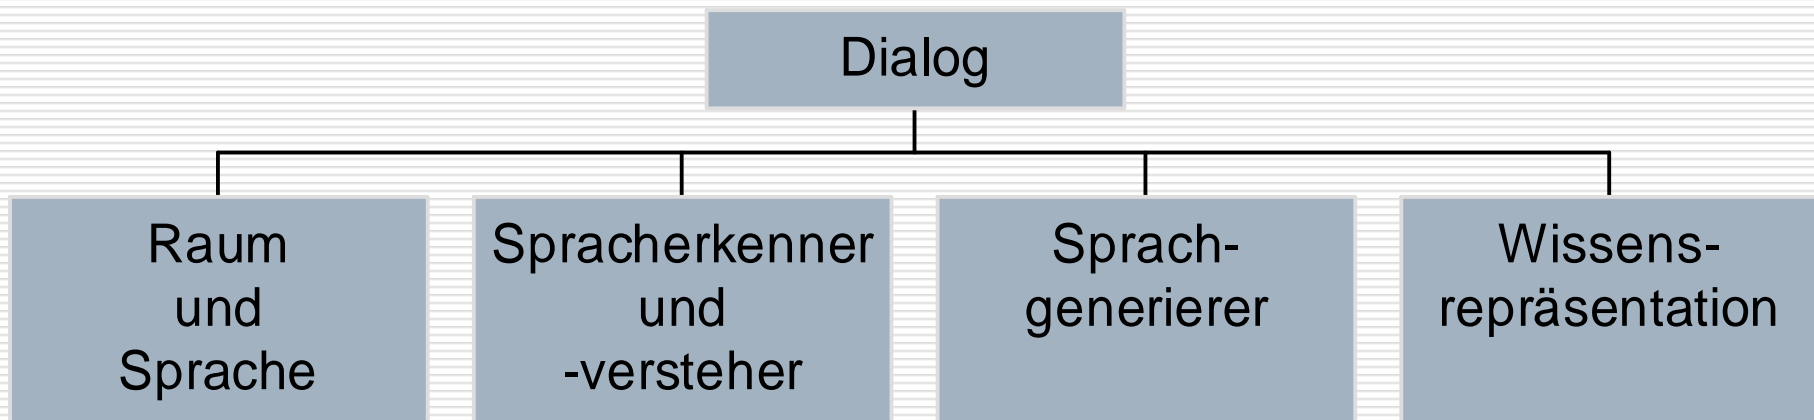 Dialog
Raum
und
Sprache
Spracherkenner
und
-versteher
Sprach-
generierer
Wissens-
repräsentation